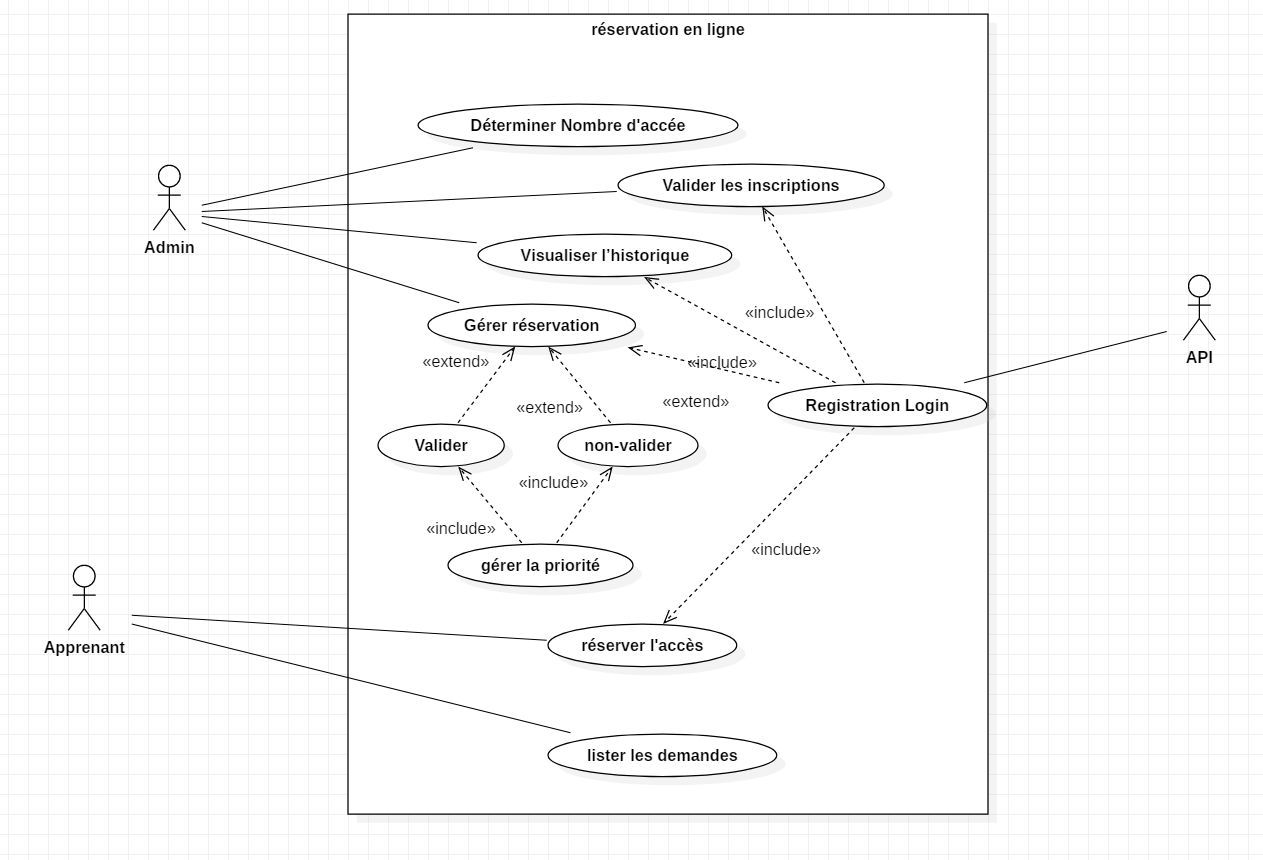 réservation en ligne
Déterminer Nombre d'accée
Valider les inscriptions
Admin
Visualiser l’historique
«include»
Gérer réservation
«extend»
«include»
API
«extend»
«extend»
Registration Login
Valider
non-valider
«include»
«include»
«include»
gérer la priorité
Apprenant
réserver l'accès
lister les demandes